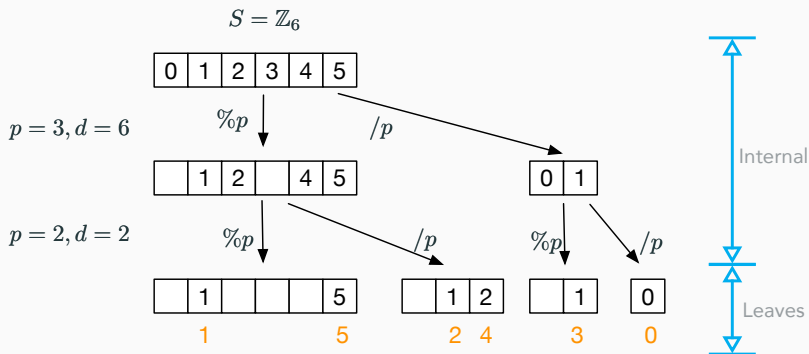 S = ℤ₆
0 1 2 3 4 5
p = 3, d = 6
%p
/p
1 2 4 5
0 1
Internal
p = 2, d = 2
%p
/p
%p
/p
1 5
1 2
1
0
Leaves
1 5 2 4 3 0